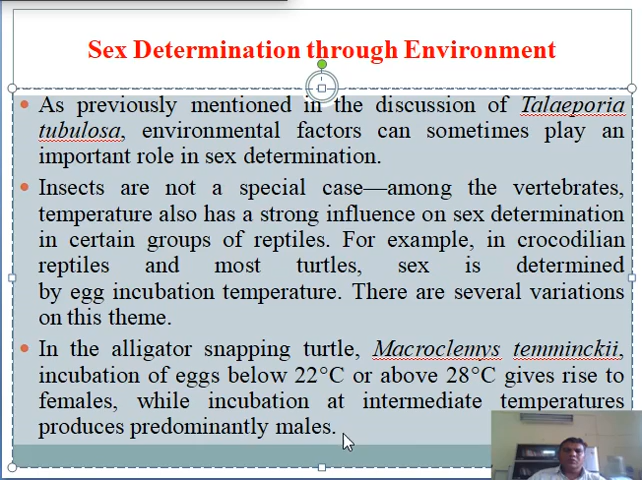 Sex Determination through Environment
As previously mentioned in the discussion of Talaeporia
tubulosa, environmental factors can sometimes play an
important role in sex determination.
Insects are not a special case—among the vertebrates,
temperature also has a strong influence on sex determination
in certain groups of reptiles. For example, in crocodilian
reptiles and most turtles, sex is determined
by egg incubation temperature. There are several variations
on this theme.
In the alligator snapping turtle, Macroclemys temminckii,
incubation of eggs below 22°C or above 28°C gives rise to
females, while incubation at intermediate temperatures
produces predominantly males.